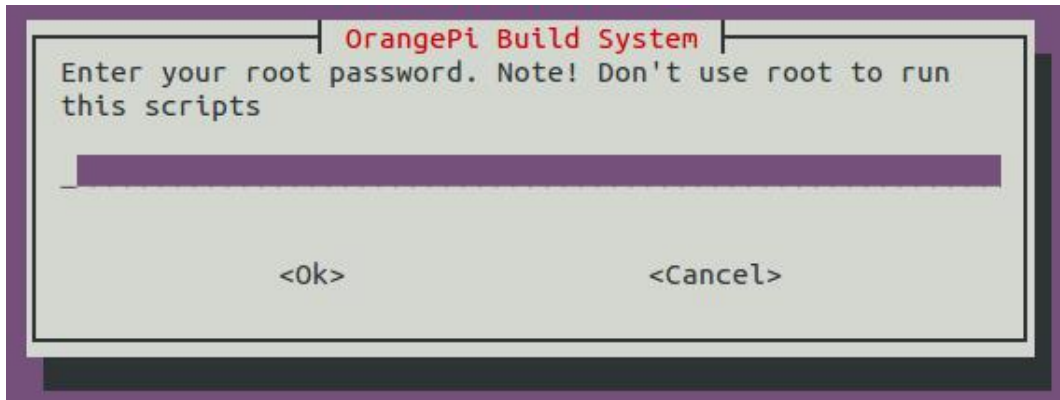 OrangePi Build System
Enter your root password. Note! Don't use root to run
this scripts
<Ok> <Cancel>